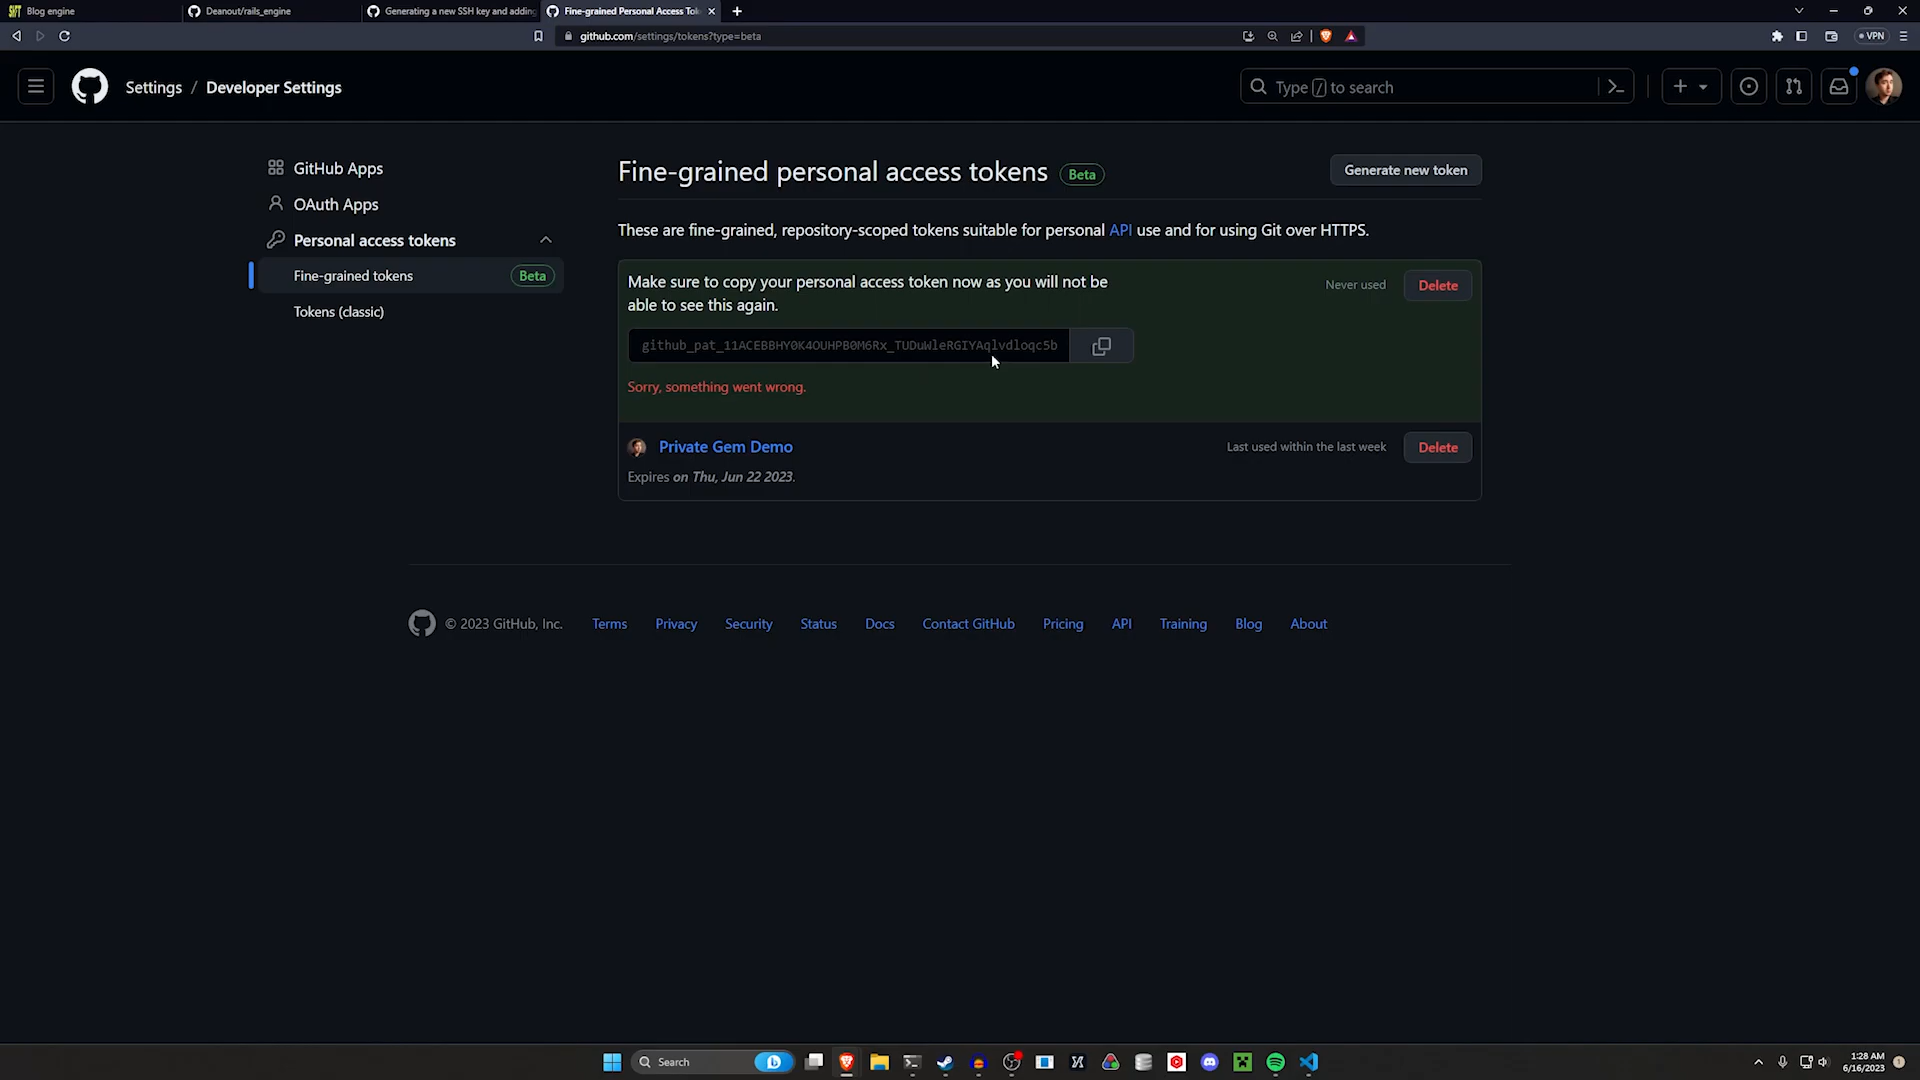 Blog engine
Deanout/rails_engine
Generating a new SSH key and adding
Fine-grained Personal Access Tok
github.com/settings/tokens?type=beta
VPN
Settings / Developer Settings
Type / to search
GitHub Apps
OAuth Apps
Personal access tokens
Fine-grained tokens Beta
Tokens (classic)
Fine-grained personal access tokens Beta
Generate new token
These are fine-grained, repository-scoped tokens suitable for personal API use and for using Git over HTTPS.
Make sure to copy your personal access token now as you will not be
able to see this again.
Never used
Delete
github_pat_11ACEBBHY0K4OUHPB0M6Rx_TUDuWleRGIYAqlvdloqc5b
Sorry, something went wrong.
Private Gem Demo
Last used within the last week
Delete
Expires on Thu, Jun 22 2023.
© 2023 GitHub, Inc.
Terms
Privacy
Security
Status
Docs
Contact GitHub
Pricing
API
Training
Blog
About
Search
1:28 AM
6/16/2023